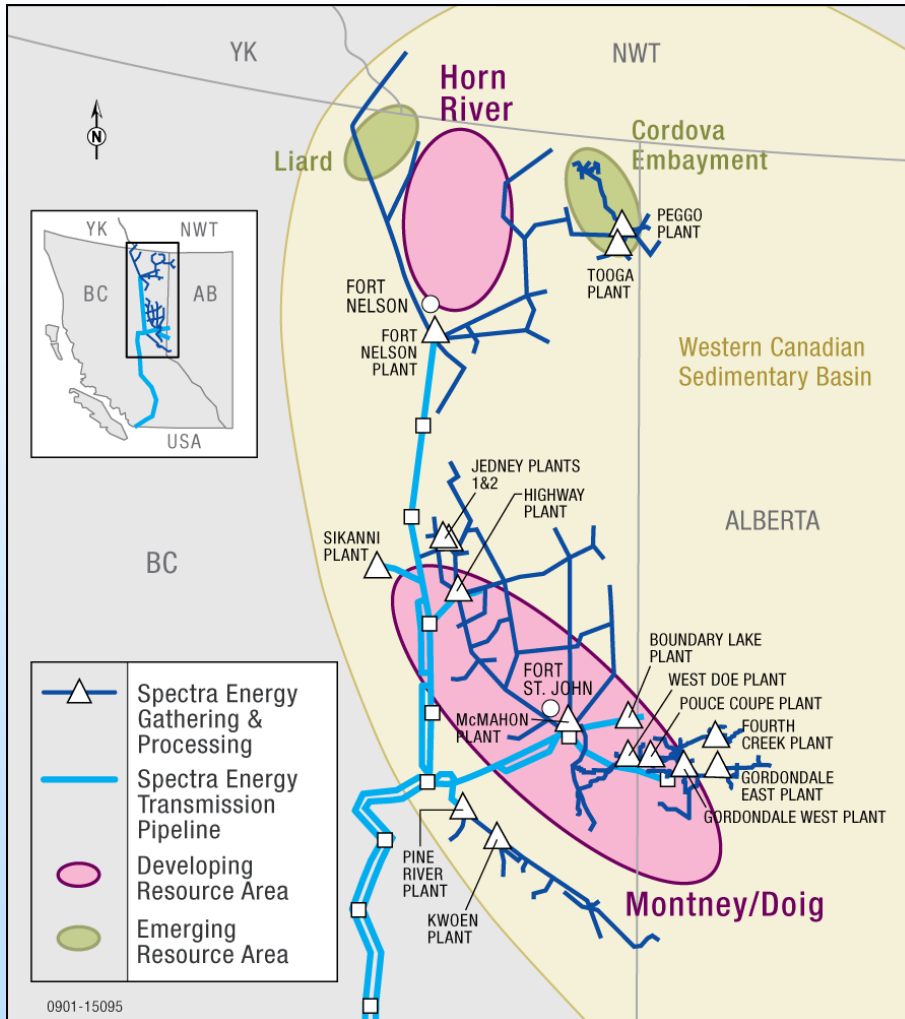 YK
NWT
Horn
River
Liard
Cordova
Embayment
N
PEGGO
PLANT
TOOGA
PLANT
YK
NWT
BC
AB
USA
FORT
NELSON
FORT
NELSON
PLANT
Western Canadian
Sedimentary Basin
JEDNEY PLANTS
1&2
HIGHWAY
PLANT
SIKANNI
PLANT
ALBERTA
BC
BOUNDARY LAKE
PLANT
WEST DOE PLANT
FORT
ST. JOHN
POUCE COUPE PLANT
McMAHON
PLANT
FOURTH
CREEK PLANT
GORDONDALE
EAST PLANT
GORDONDALE WEST PLANT
PINE
RIVER
PLANT
KWOEN
PLANT
Montney/Doig
Spectra Energy
Gathering &
Processing
Spectra Energy
Transmission
Pipeline
Developing
Resource Area
Emerging
Resource Area
0901-15095